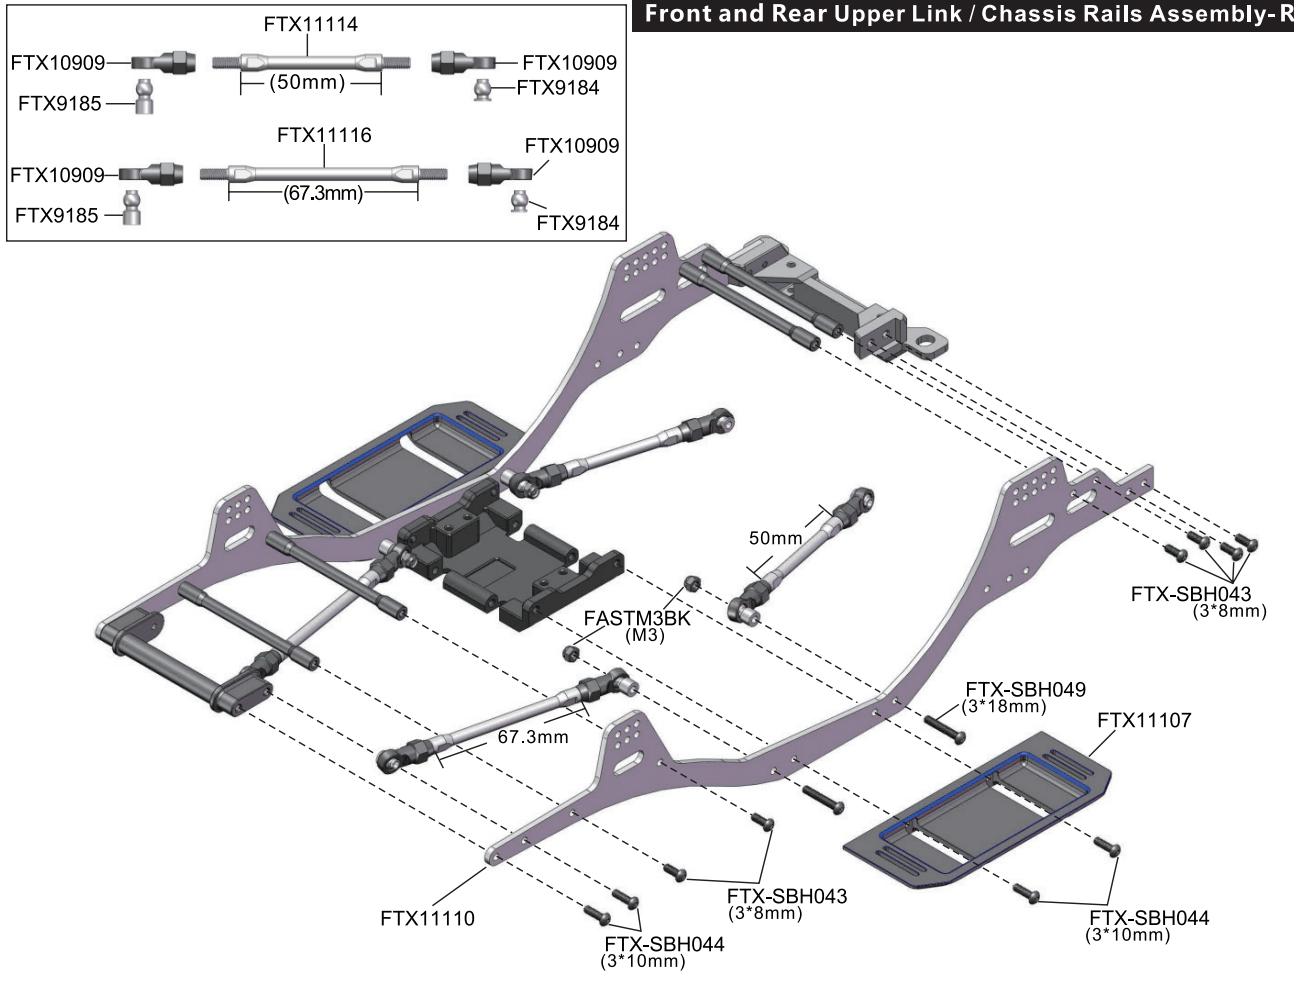 Front and Rear Upper Link / Chassis Rails Assembly-R
FTX11114
FTX10909
FTX10909
(50mm)
FTX9184
FTX9185
FTX11116
FTX10909
FTX10909
(67.3mm)
FTX9185
FTX9184
50mm
FTX-SBH043
(3*8mm)
FASTM3BK
(M3)
FTX-SBH049
(3*18mm)
FTX11107
67.3mm
FTX-SBH043
(3*8mm)
FTX11110
FTX-SBH044
(3*10mm)
FTX-SBH044
(3*10mm)